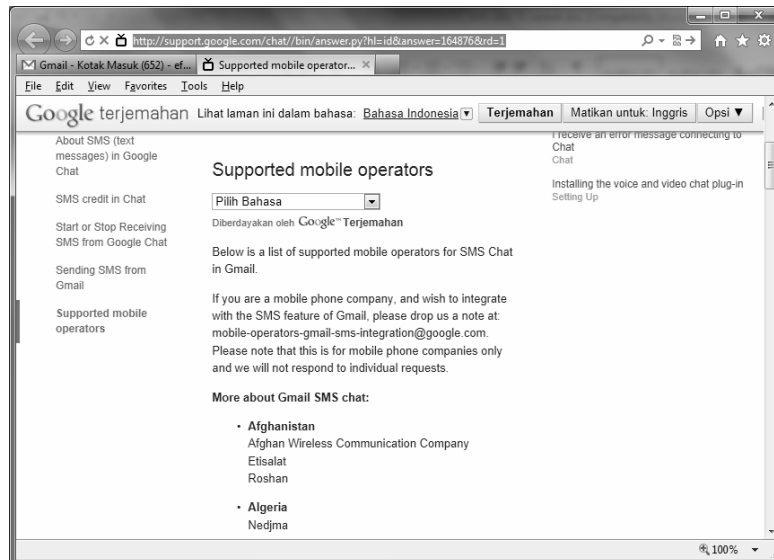 http://support.google.com/chat//bin/answer.py?hl=id&answer=164876&rd=1
Gmail - Kotak Masuk (652) - ef...
Supported mobile operator...
File Edit View Favorites Tools Help
Google terjemahan Lihat laman ini dalam bahasa: Bahasa Indonesia Terjemahan Matikan untuk: Inggris Opsi ▼
About SMS (text
messages) in Google
Chat
SMS credit in Chat
Start or Stop Receiving
SMS from Google Chat
Sending SMS from
Gmail
Supported mobile
operators
Supported mobile operators
Pilih Bahasa
Diberdayakan oleh Google™ Terjemahan
Below is a list of supported mobile operators for SMS Chat
in Gmail.
If you are a mobile phone company, and wish to integrate
with the SMS feature of Gmail, please drop us a note at:
mobile-operators-gmail-sms-integration@google.com.
Please note that this is for mobile phone companies only
and we will not respond to individual requests.
More about Gmail SMS chat:
• Afghanistan
Afghan Wireless Communication Company
Etisalat
Roshan
• Algeria
Nedjma
I receive an error message connecting to
Chat
Chat
Installing the voice and video chat plug-in
Setting Up
100%